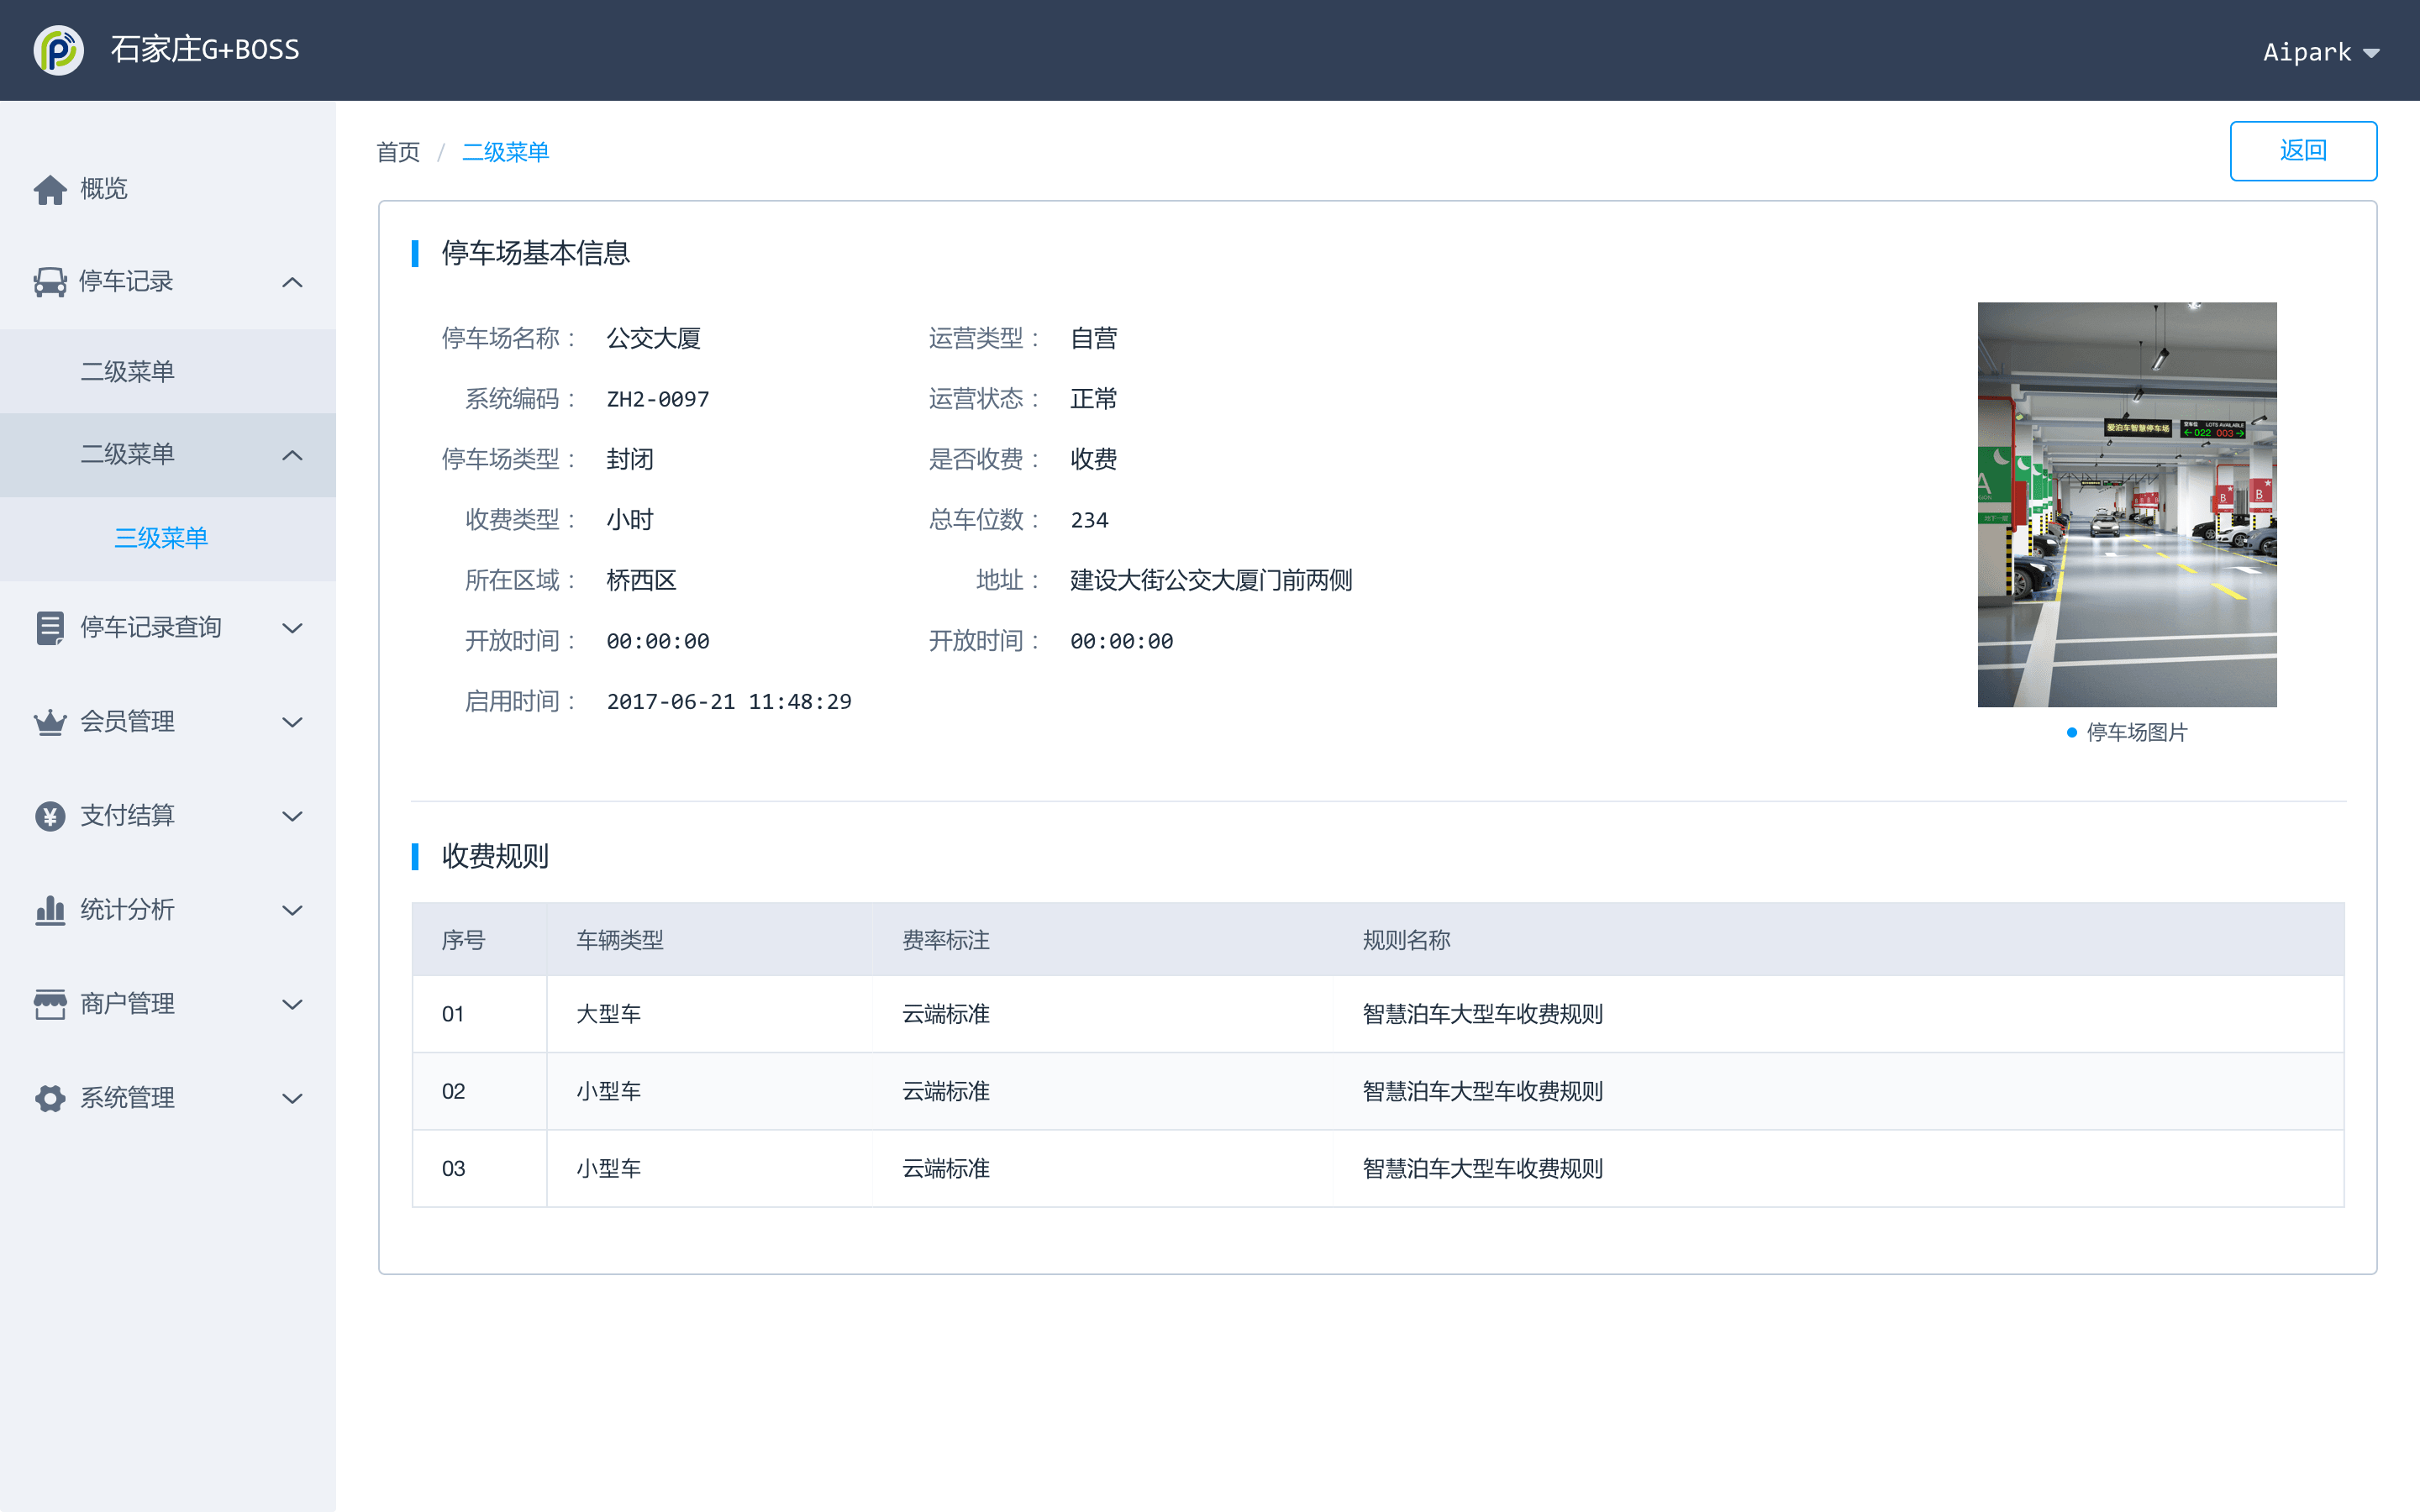 石家庄G+BOSS
Aipark
首页 / 二级菜单
返回
概览
停车记录
二级菜单
二级菜单
三级菜单
停车记录查询
会员管理
支付结算
统计分析
商户管理
系统管理
停车场基本信息
停车场名称： 公交大厦 运营类型： 自营
系统编码： ZH2-0097 运营状态： 正常
停车场类型： 封闭 是否收费： 收费
收费类型： 小时 总车位数： 234
所在区域： 桥西区 地址： 建设大街公交大厦门前两侧
开放时间： 00:00:00 开放时间： 00:00:00
启用时间： 2017-06-21 11:48:29
爱泊车智慧停车场
LOTS AVAILABLE
←022 003→
A
B
B
停车场图片
收费规则
序号 车辆类型 费率标注 规则名称
01 大型车 云端标准 智慧泊车大型车收费规则
02 小型车 云端标准 智慧泊车大型车收费规则
03 小型车 云端标准 智慧泊车大型车收费规则